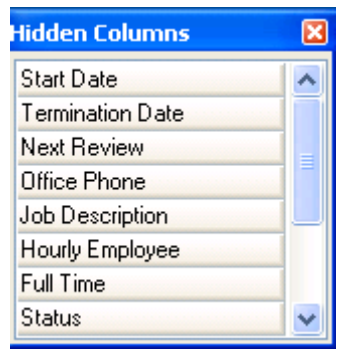 Hidden Columns
Start Date
Termination Date
Next Review
Office Phone
Job Description
Hourly Employee
Full Time
Status